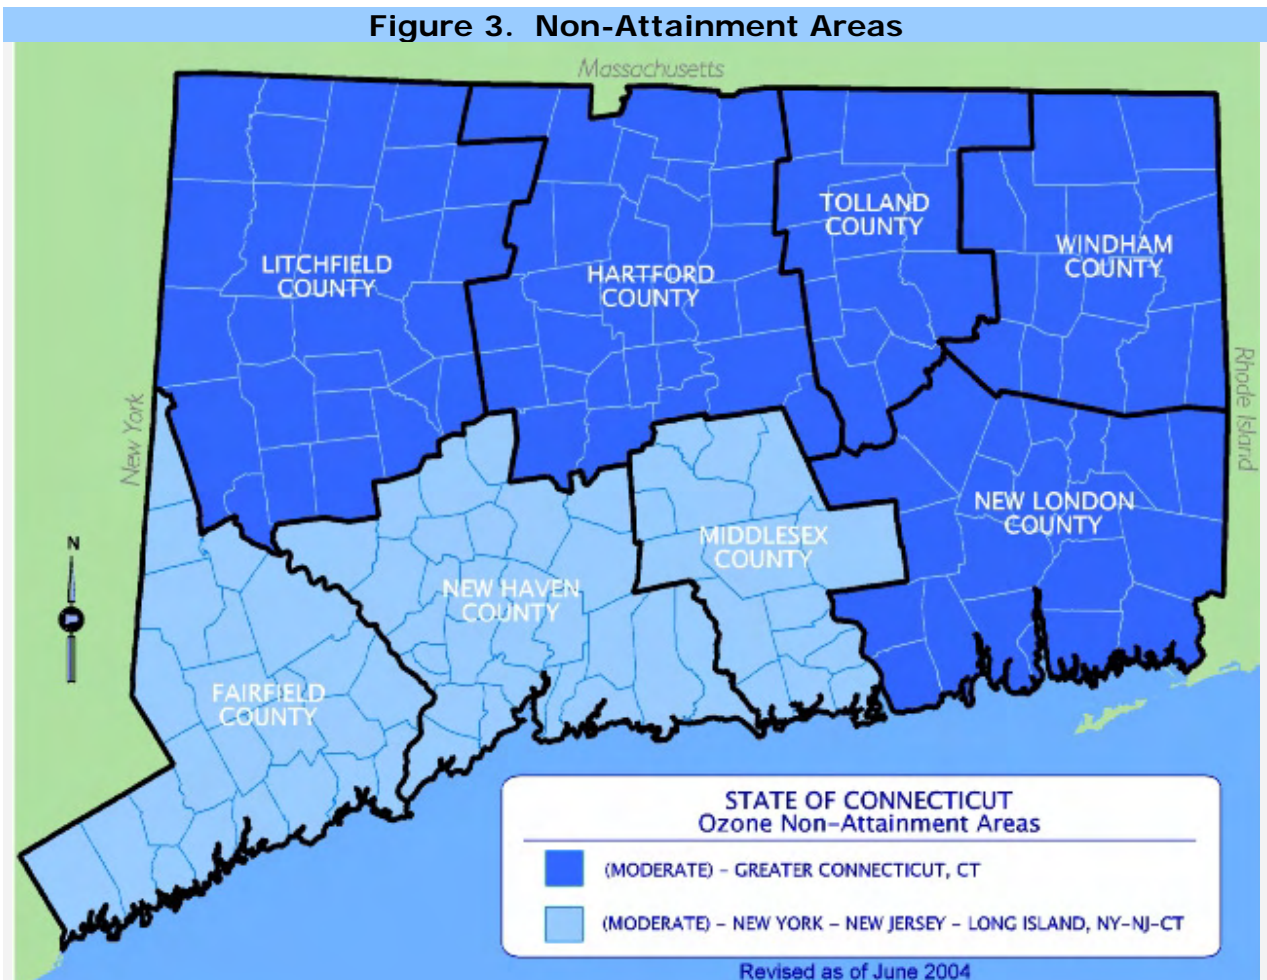 Figure 3. Non-Attainment Areas
Massachusetts
TOLLAND
COUNTY
WINDHAM
COUNTY
LITCHFIELD
COUNTY
HARTFORD
COUNTY
New York
Rhode Island
NEW LONDON
COUNTY
MIDDLESEX
COUNTY
N
NEW HAVEN
COUNTY
FAIRFIELD
COUNTY
STATE OF CONNECTICUT
Ozone Non-Attainment Areas
(MODERATE) - GREATER CONNECTICUT, CT
(MODERATE) - NEW YORK - NEW JERSEY - LONG ISLAND, NY-NJ-CT
Revised as of June 2004